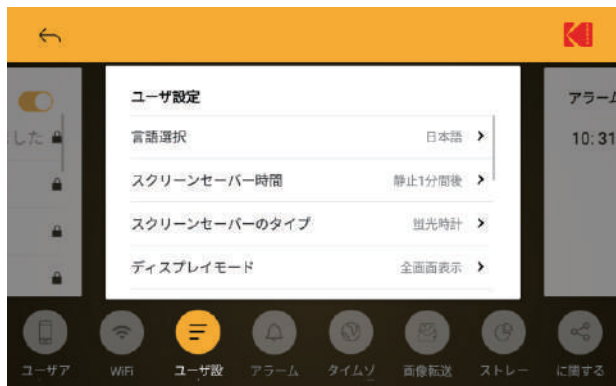 ユーザ設定
言語選択 日本語
スクリーンセーバー時間 静止1分間後
スクリーンセーバーのタイプ 蛍光時計
ディスプレイモード 全画面表示
した
アラーム
10:31
ユーザア
WiFi
ユーザ設
アラーム
タイムゾ
画像転送
ストレー
に関する